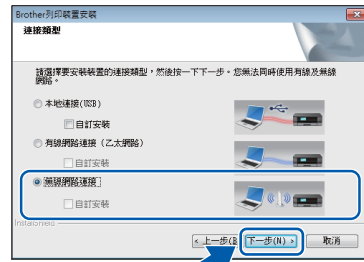 Brother列印裝置安裝
連接類型
請選擇要安裝裝置的連接類型，然後按一下下一步。您無法同時使用有線及無線
網路。
本地連接(USB)
自訂安裝
有線網路連接（乙太網路）
自訂安裝
無線網路連接
自訂安裝
InstallShield
< 上一步(B
下一步(N) >
取消